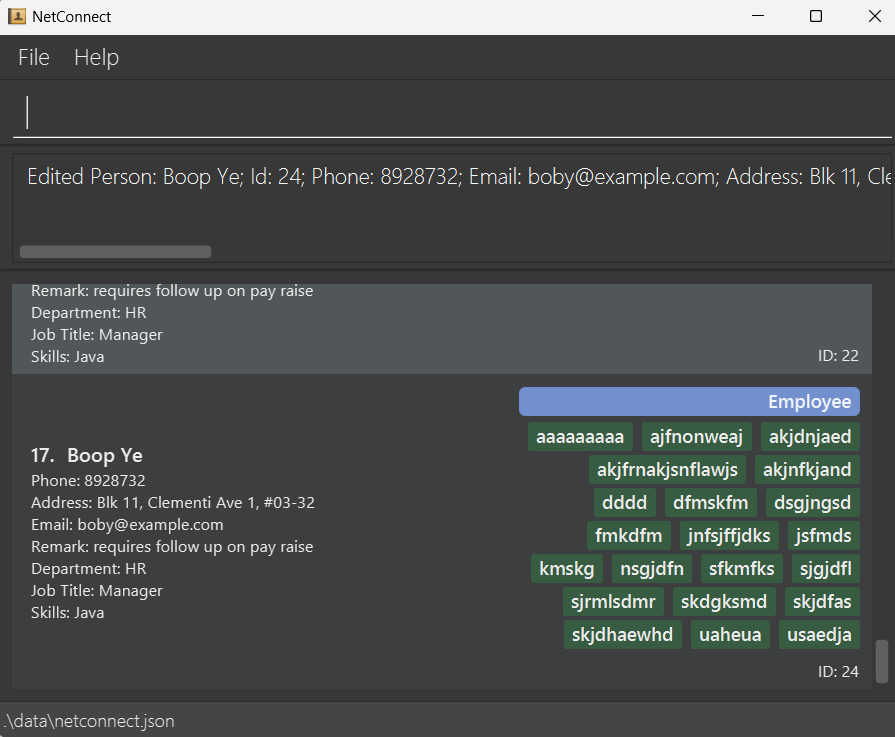 NetConnect
File Help
Edited Person: Boop Ye; Id: 24; Phone: 8928732; Email: boby@example.com; Address: Blk 11, Cle
Remark: requires follow up on pay raise
Department: HR
Job Title: Manager
Skills: Java
ID: 22
17. Boop Ye
Phone: 8928732
Address: Blk 11, Clementi Ave 1, #03-32
Email: boby@example.com
Remark: requires follow up on pay raise
Department: HR
Job Title: Manager
Skills: Java
Employee
aaaaaaaaa ajfnonweaj akjdnjaed
akjfrnakjsnflawjs akjnfkjand
dddd dfmskfm dsgjngsd
fmkdfm jnfsjffjdks jsfmds
kmskg nsgjdfn sfkmfks sjgjdfl
sjrmlsdmr skdgksmd skjdfas
skjdhaewhd uaheua usaedja
ID: 24
.\data\netconnect.json